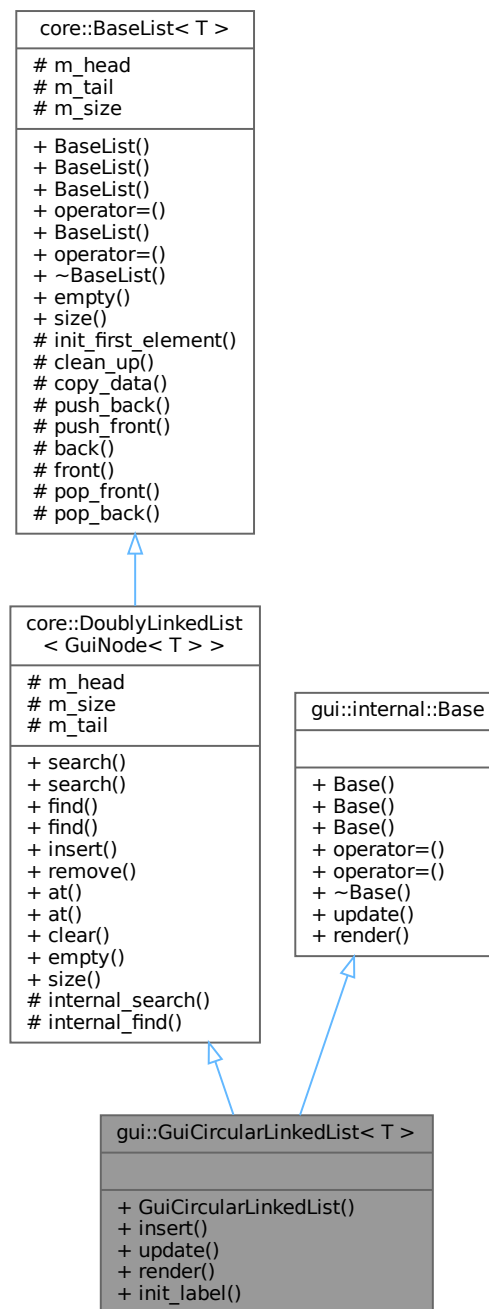 core::BaseList< T >
# m_head
# m_tail
# m_size
+ BaseList()
+ BaseList()
+ BaseList()
+ operator=()
+ BaseList()
+ operator=()
+ ~BaseList()
+ empty()
+ size()
# init_first_element()
# clean_up()
# copy_data()
# push_back()
# push_front()
# back()
# front()
# pop_front()
# pop_back()
core::DoublyLinkedList
< GuiNode< T > >
# m_head
# m_size
# m_tail
+ search()
+ search()
+ find()
+ find()
+ insert()
+ remove()
+ at()
+ at()
+ clear()
+ empty()
+ size()
# internal_search()
# internal_find()
gui::internal::Base
+ Base()
+ Base()
+ Base()
+ operator=()
+ operator=()
+ ~Base()
+ update()
+ render()
gui::GuiCircularLinkedList< T >
+ GuiCircularLinkedList()
+ insert()
+ update()
+ render()
+ init_label()